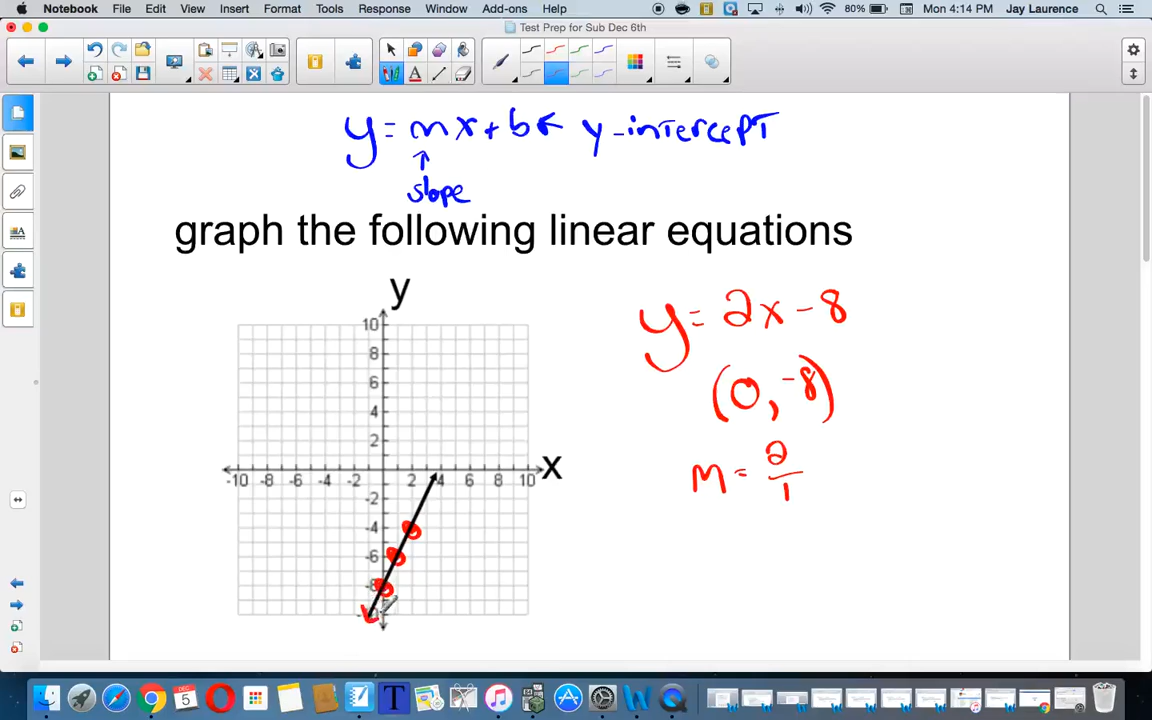 Notebook File Edit View Insert Format Tools Response Window Add-ons Help 80% Mon 4:14 PM Jay Laurence
Test Prep for Sub Dec 6th
y = mx + b ← y-intercept
↑
slope
graph the following linear equations
y
10
8
6
4
2
-10 -8 -6 -4 -2 2 4 6 8 10 x
-2
-4
-6
-8
y = 2x - 8
(0, -8)
m = 2/1
DEC
5
T
W